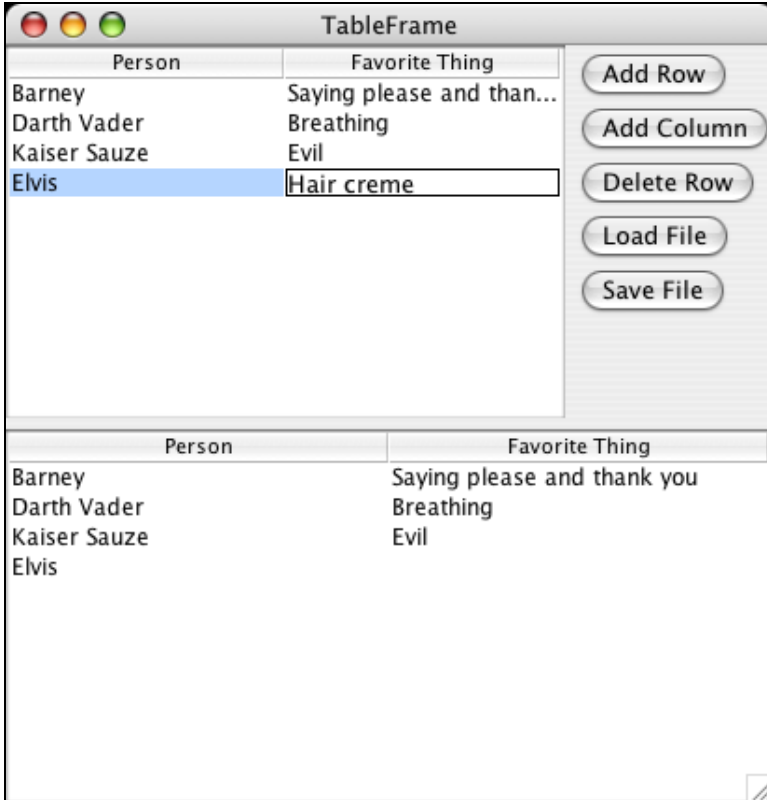 TableFrame
Person Favorite Thing
Barney Saying please and than...
Darth Vader Breathing
Kaiser Sauze Evil
Elvis Hair creme
Add Row
Add Column
Delete Row
Load File
Save File
Person Favorite Thing
Barney Saying please and thank you
Darth Vader Breathing
Kaiser Sauze Evil
Elvis